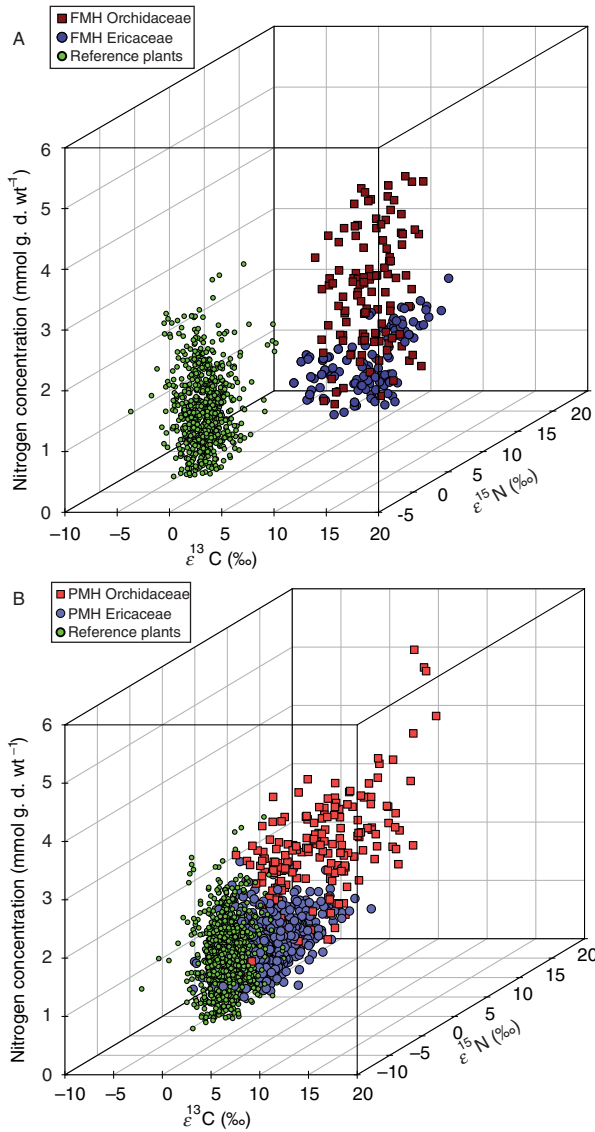 A
FMH Orchidaceae
FMH Ericaceae
Reference plants
Nitrogen concentration (mmol g. d. wt⁻¹)
6
5
4
3
2
1
0
−10
−5
0
5
10
15
20
ε¹³ C (‰)
-5
0
5
10
15
20
ε¹⁵ N (‰)
B
PMH Orchidaceae
PMH Ericaceae
Reference plants
Nitrogen concentration (mmol g. d. wt⁻¹)
6
5
4
3
2
1
0
−10
−5
0
5
10
15
20
ε¹³C (‰)
−10
−5
0
5
10
15
20
ε¹⁵ N (‰)